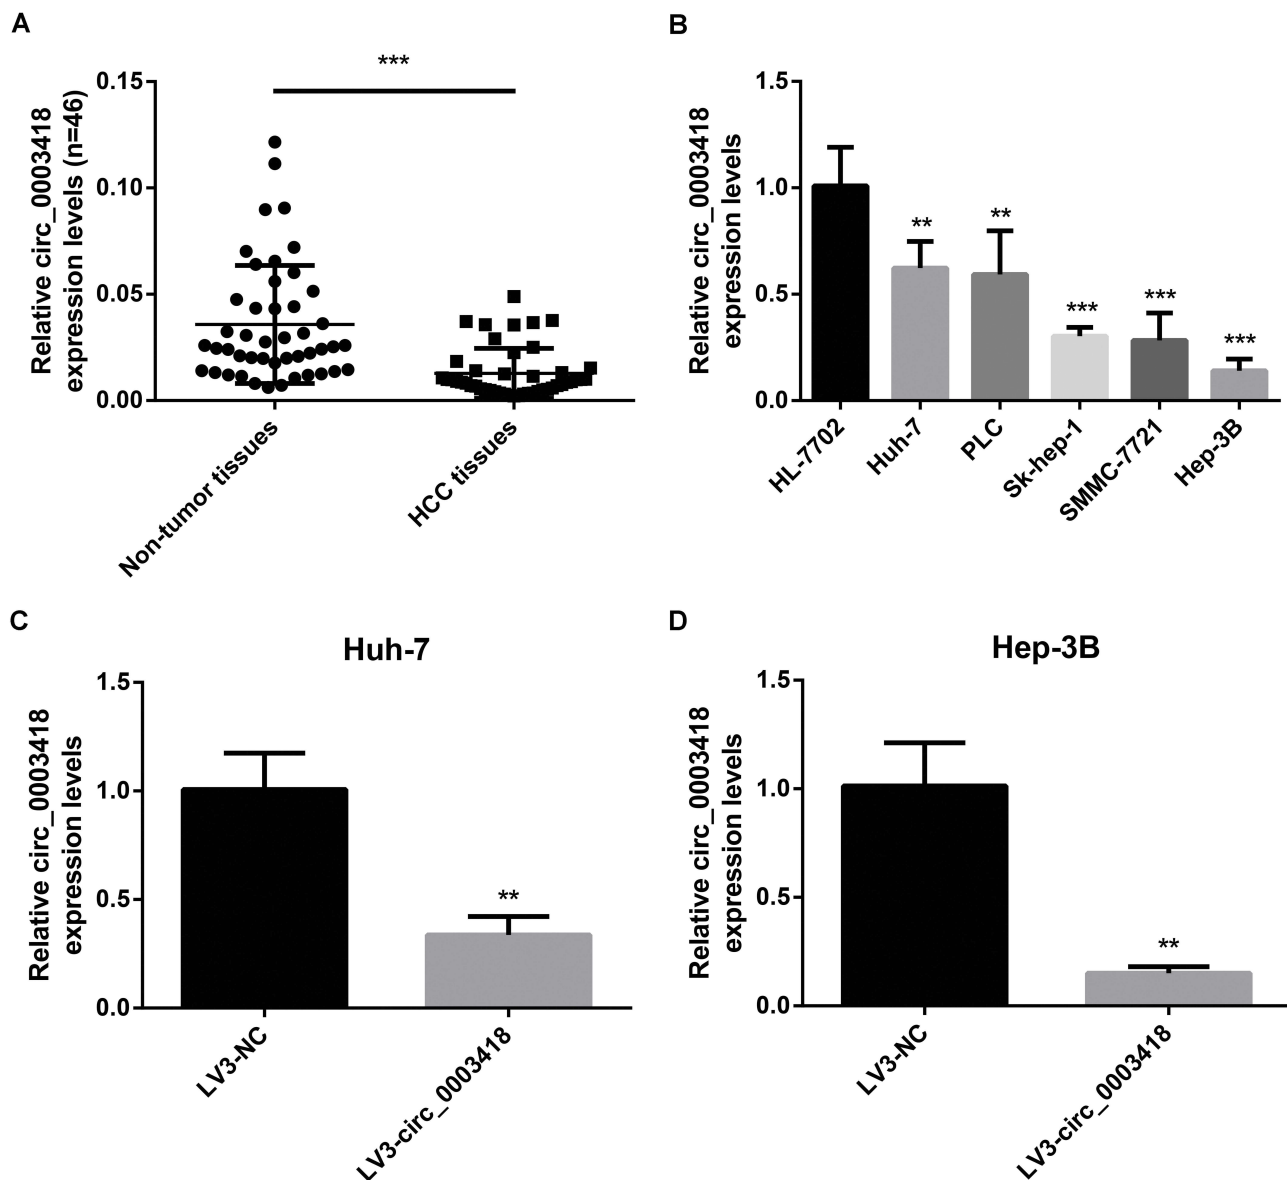 A
Relative circ_0003418
expression levels (n=46)
0.15
0.10
0.05
0.00
***
Non-tumor tissues
HCC tissues
B
Relative circ_0003418
expression levels
1.5
1.0
0.5
0.0
**
**
***
***
***
HL-7702
Huh-7
PLC
Sk-hep-1
SMMC-7721
Hep-3B
C
Huh-7
Relative circ_0003418
expression levels
1.5
1.0
0.5
0.0
**
LV3-NC
LV3-circ_0003418
D
Hep-3B
Relative circ_0003418
expression levels
1.5
1.0
0.5
0.0
**
LV3-NC
LV3-circ_0003418